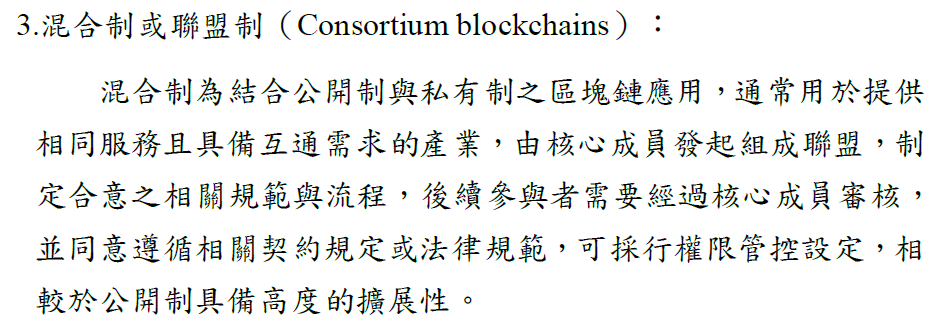 3.混合制或聯盟制（Consortium blockchains）：
混合制為結合公開制與私有制之區塊鏈應用，通常用於提供
相同服務且具備互通需求的產業，由核心成員發起組成聯盟，制
定合意之相關規範與流程，後續參與者需要經過核心成員審核，
並同意遵循相關契約規定或法律規範，可採行權限管控設定，相
較於公開制具備高度的擴展性。